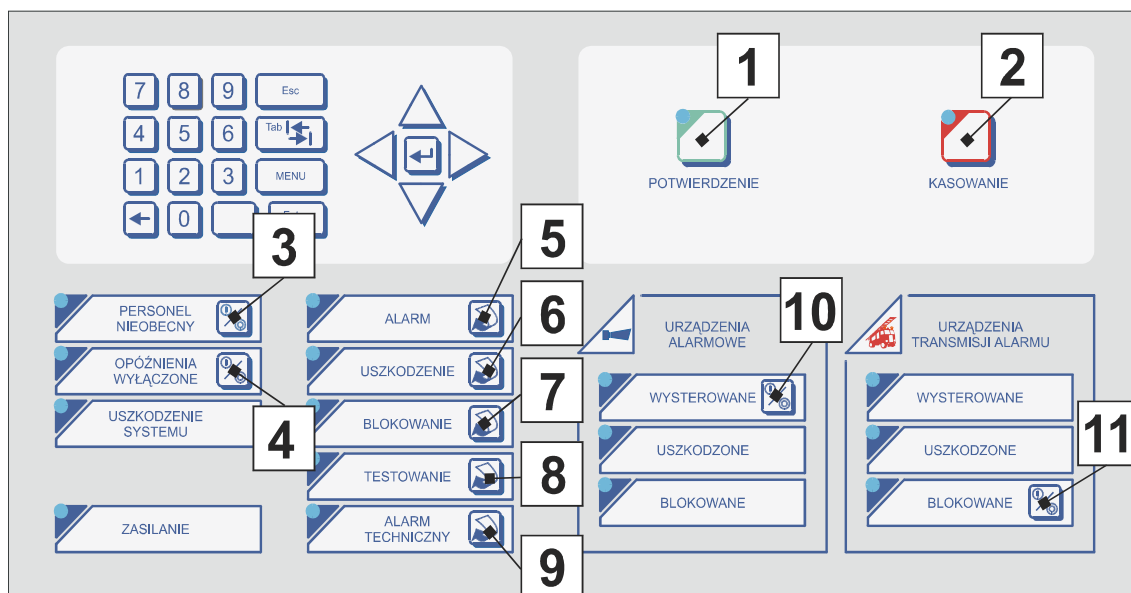 1
2
7 8 9 Esc
4 5 6 Tab
1 2 3 MENU
0
POTWIERDZENIE
KASOWANIE
3
5
PERSONEL
NIEOBECNY
ALARM
6
10
URZĄDZENIA
ALARMOWE
URZĄDZENIA
TRANSMISJI ALARMU
OPÓŹNIENIA
WYŁĄCZONE
USZKODZENIE
7
WYSTEROWANE
WYSTEROWANE
USZKODZENIE
SYSTEMU
4
BLOKOWANIE
11
USZKODZONE
USZKODZONE
TESTOWANIE
8
BLOKOWANE
BLOKOWANE
ZASILANIE
ALARM
TECHNICZNY
9